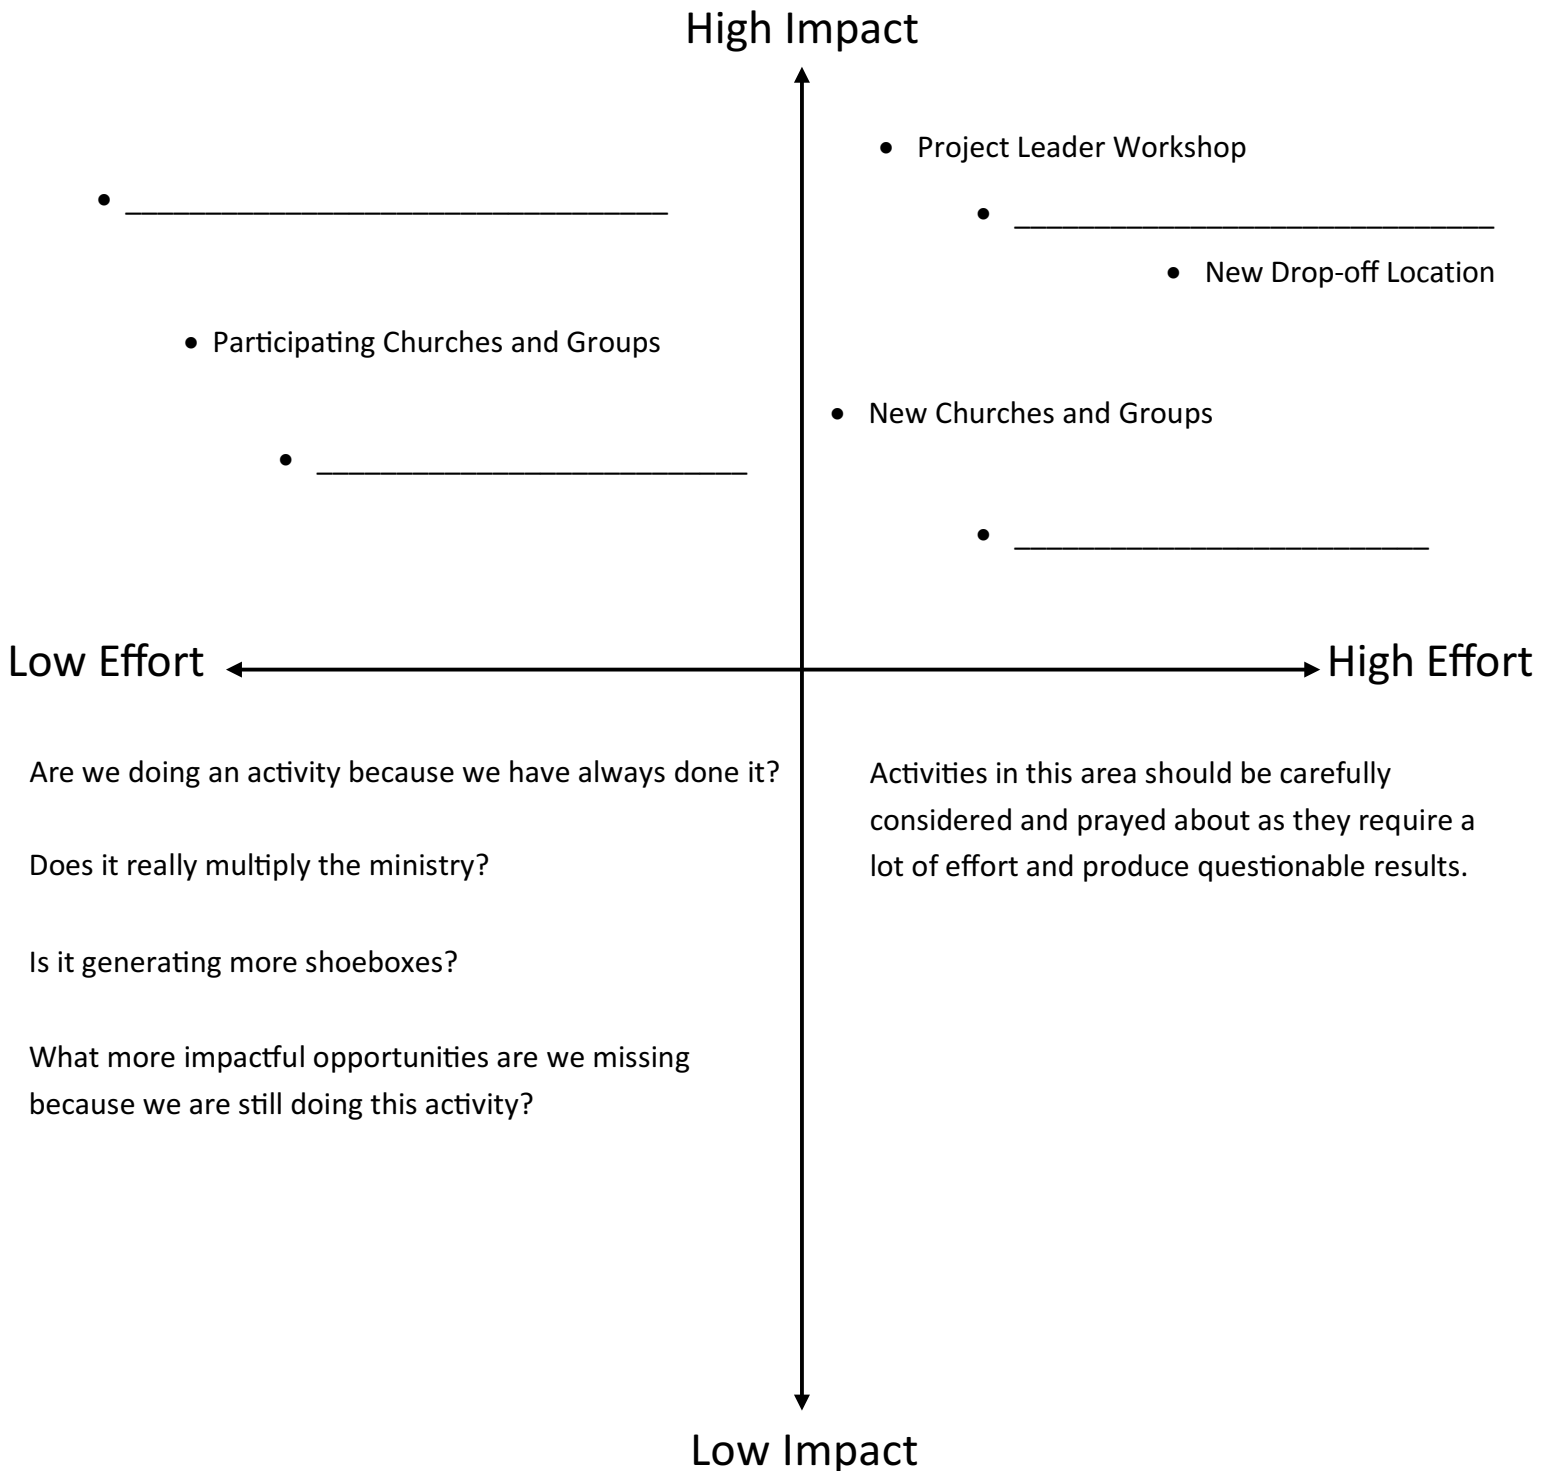 High Impact
• Project Leader Workshop
• __________________________________
• ______________________________
• New Drop-off Location
• Participating Churches and Groups
• New Churches and Groups
• ___________________________
• __________________________
Low Effort
High Effort
Are we doing an activity because we have always done it?
Does it really multiply the ministry?
Is it generating more shoeboxes?
What more impactful opportunities are we missing
because we are still doing this activity?
Activities in this area should be carefully
considered and prayed about as they require a
lot of effort and produce questionable results.
Low Impact